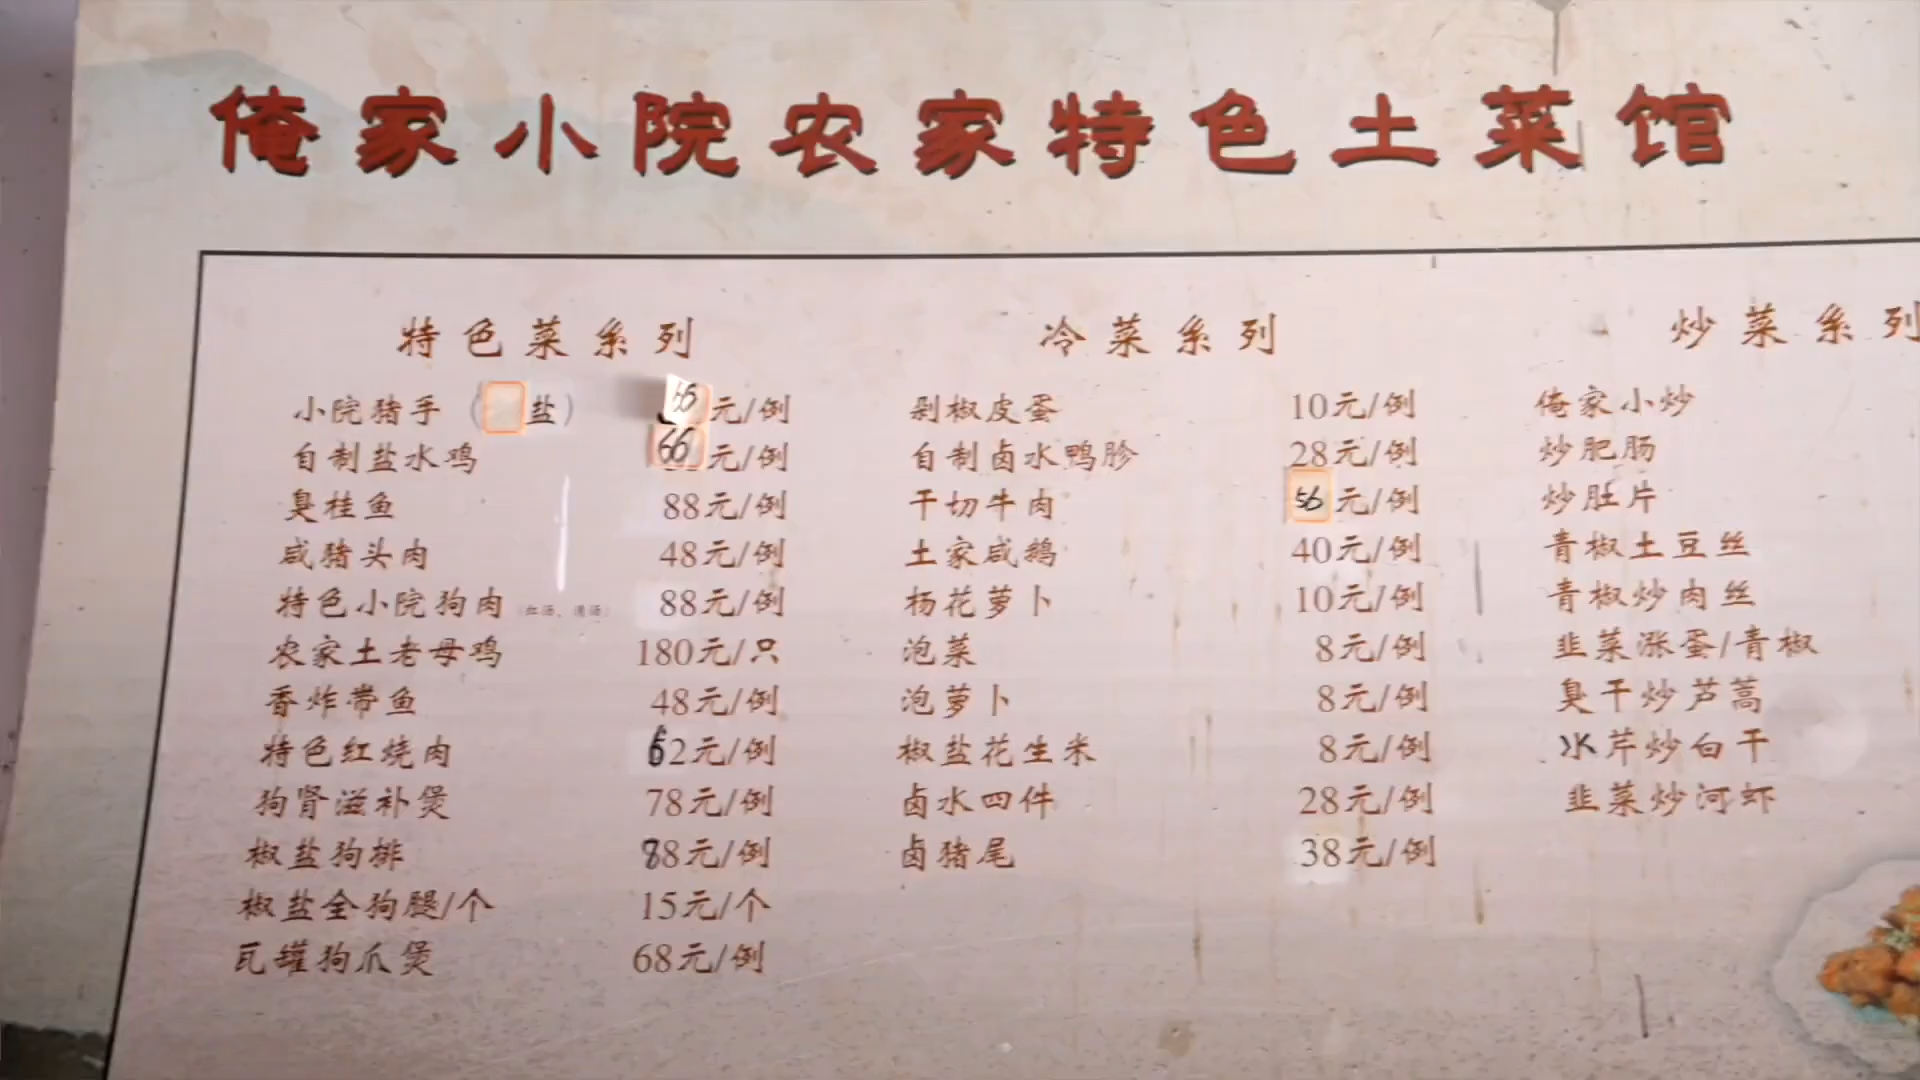 俺家小院农家特色土菜馆
特色菜系列
小院猪手( 盐) 元/例
自制盐水鸡 66元/例
臭桂鱼 88元/例
咸猪头肉 48元/例
特色小院狗肉 88元/例
农家土老母鸡 180元/只
香炸带鱼 48元/例
特色红烧肉 62元/例
狗肾滋补煲 78元/例
椒盐狗排 88元/例
椒盐全狗腿/个 15元/个
瓦罐狗爪煲 68元/例
冷菜系列
剁椒皮蛋 10元/例
自制卤水鸭胗 28元/例
干切牛肉 56元/例
土家咸鹅 40元/例
杨花萝卜 10元/例
泡菜 8元/例
泡萝卜 8元/例
椒盐花生米 8元/例
卤水四件 28元/例
卤猪尾 38元/例
炒菜系列
俺家小炒
炒肥肠
炒肚片
青椒土豆丝
青椒炒肉丝
韭菜涨蛋/青椒
臭干炒芦蒿
水芹炒白干
韭菜炒河虾